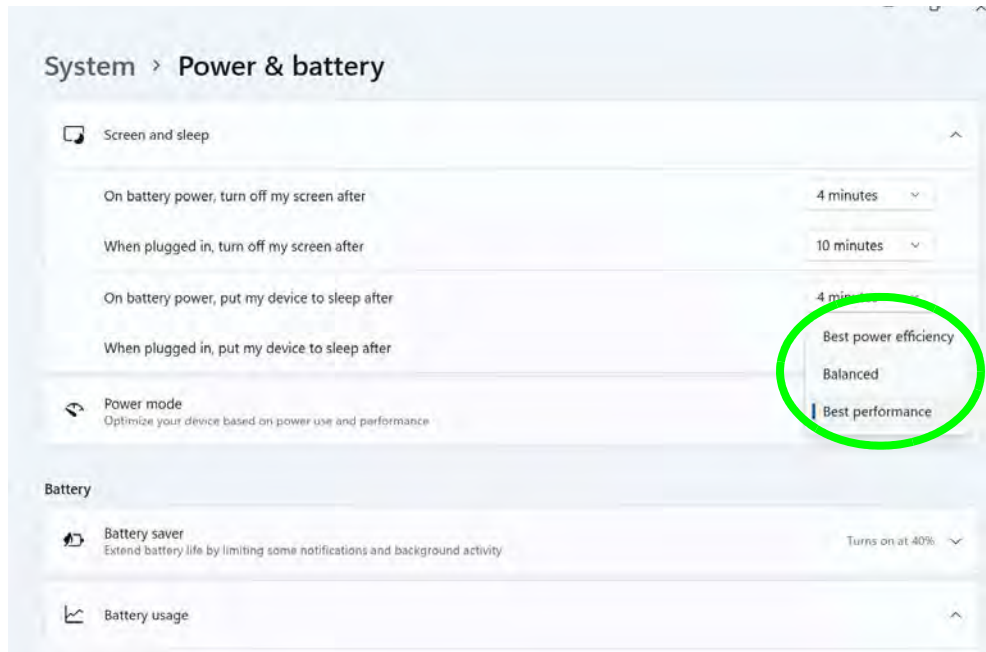 System > Power & battery
Screen and sleep
On battery power, turn off my screen after 4 minutes
When plugged in, turn off my screen after 10 minutes
On battery power, put my device to sleep after 4 minutes
When plugged in, put my device to sleep after
Best power efficiency
Balanced
Best performance
Power mode
Optimize your device based on power use and performance
Battery
Battery saver
Extend battery life by limiting some notifications and background activity
Turns on at 40%
Battery usage